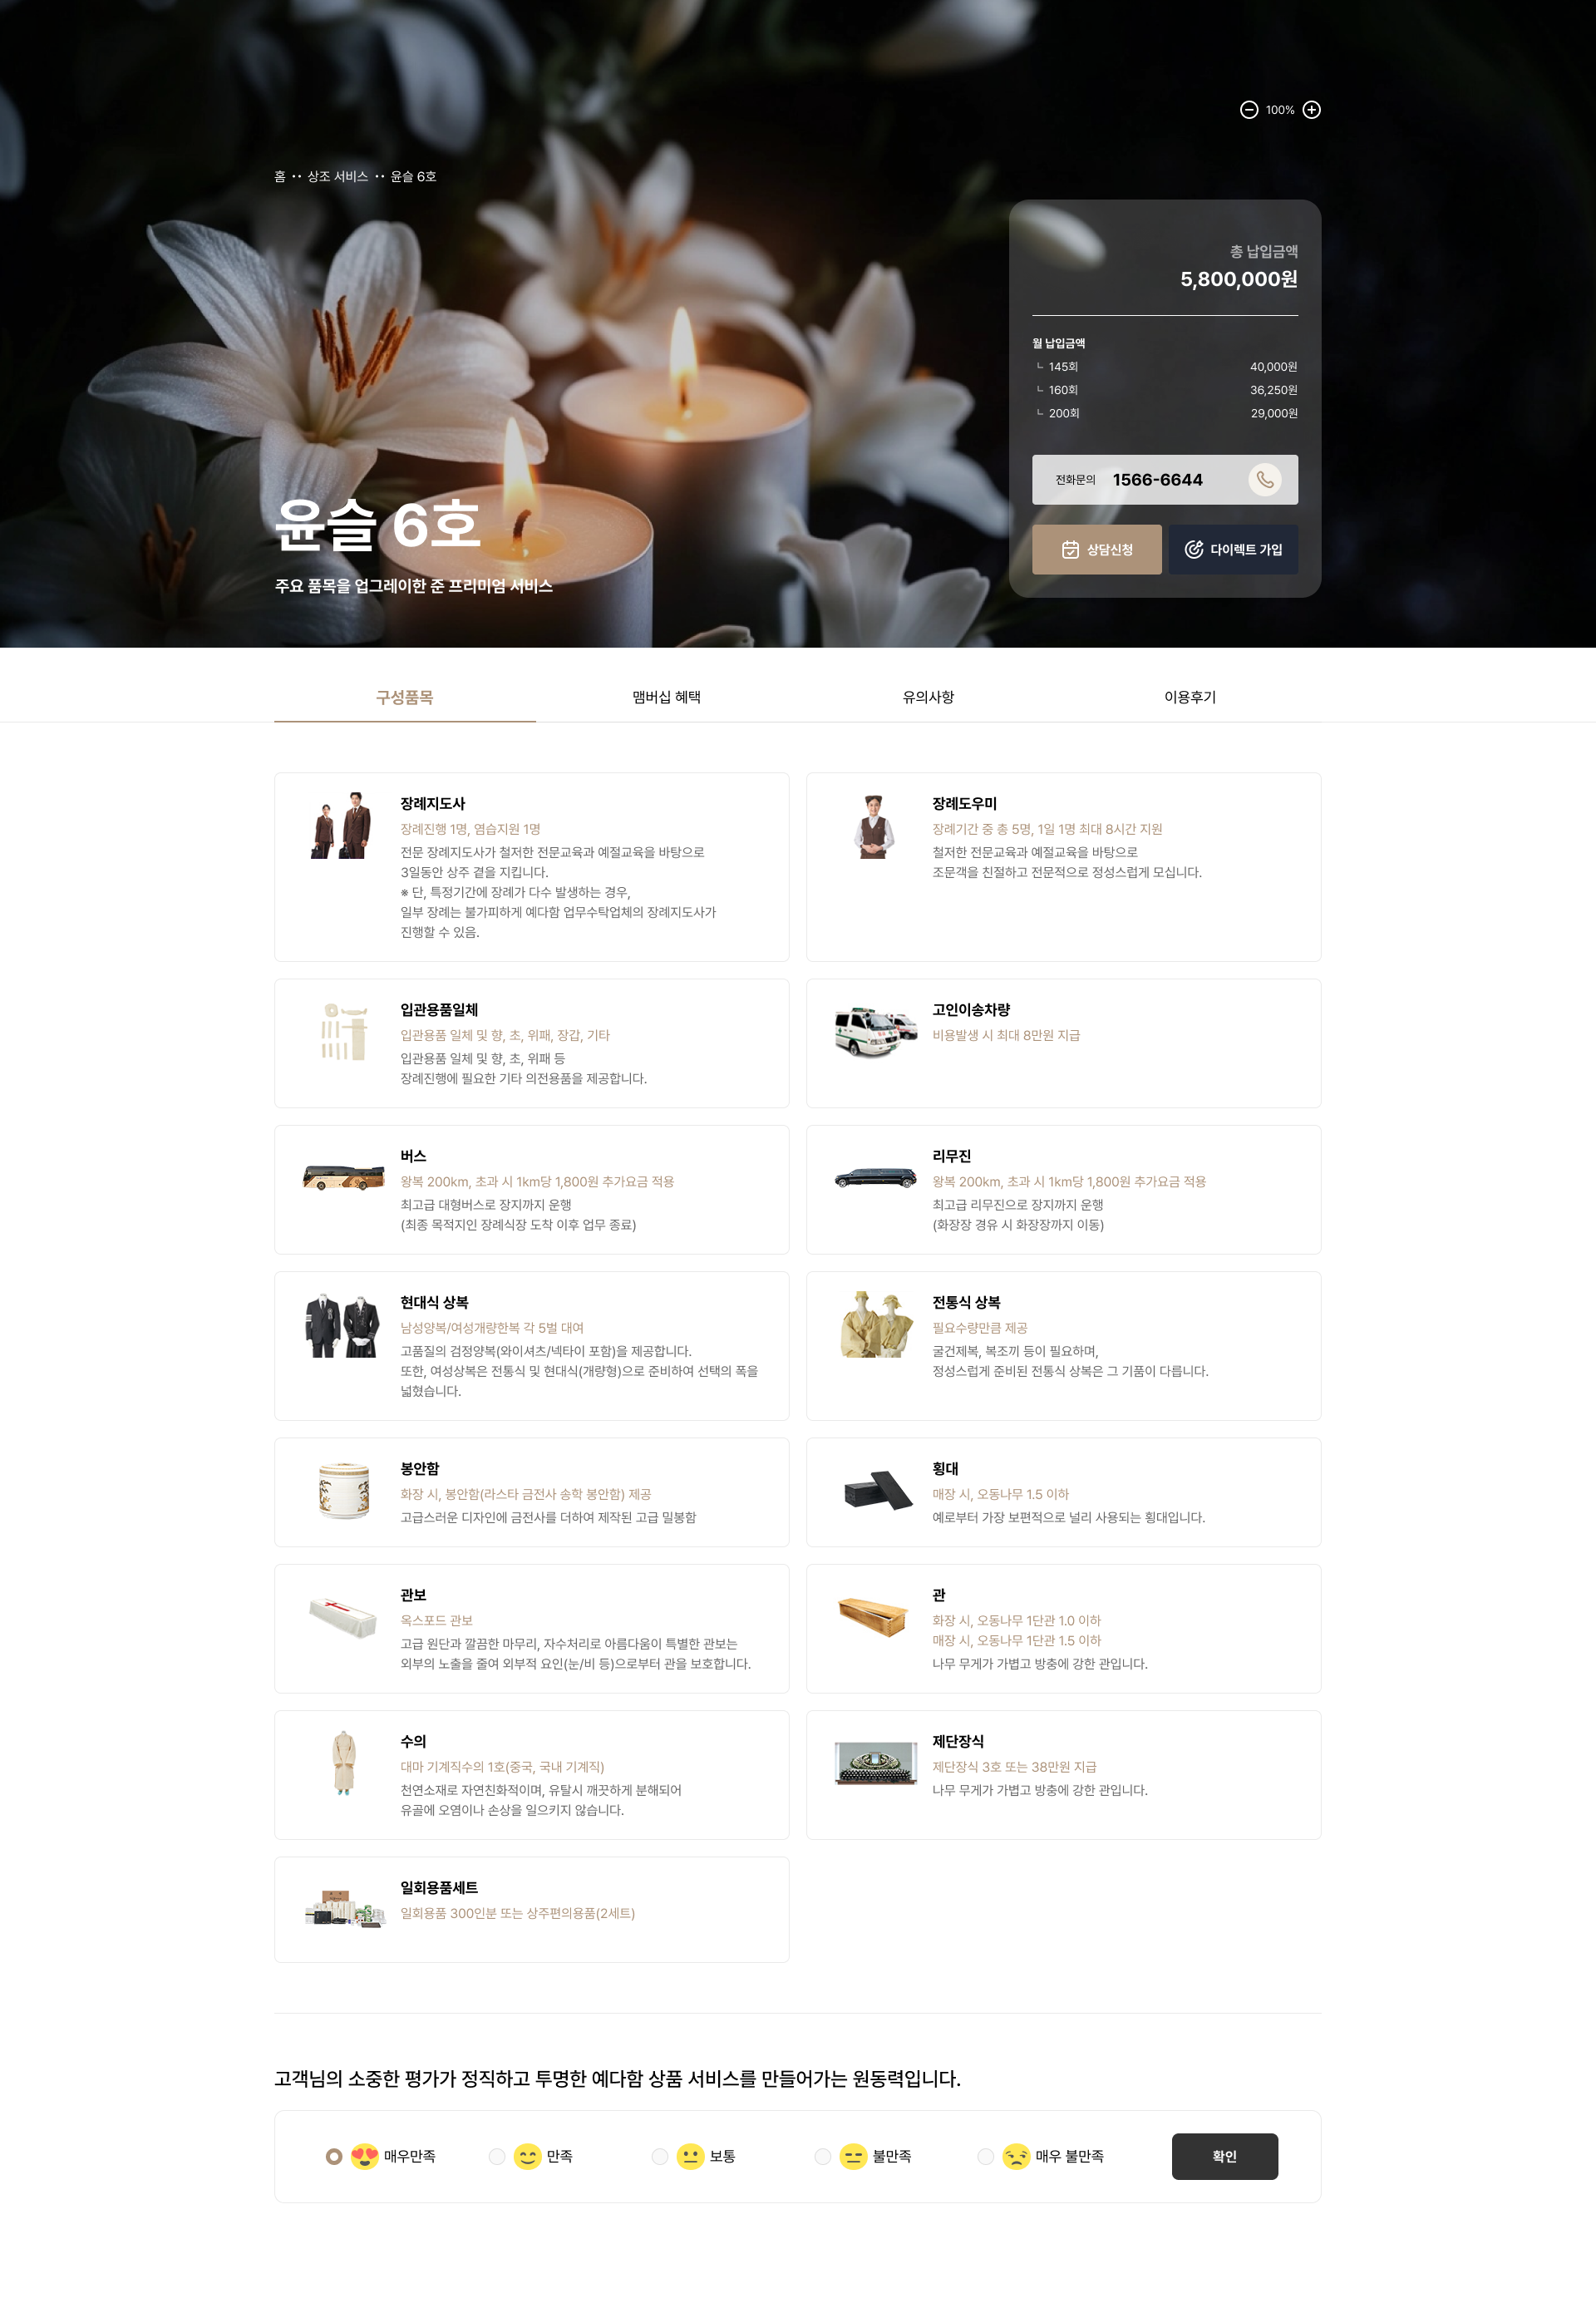 100%
홈 •• 상조 서비스 •• 윤슬 6호
총 납입금액
5,800,000원
월 납입금액
ㄴ 145회 40,000원
ㄴ 160회 36,250원
ㄴ 200회 29,000원
전화문의 1566-6644
상담신청 다이렉트 가입
윤슬 6호
주요 품목을 업그레이한 준 프리미엄 서비스
구성품목 맴버십 혜택 유의사항 이용후기
장례지도사
장례진행 1명, 염습지원 1명
전문 장례지도사가 철저한 전문교육과 예절교육을 바탕으로
3일동안 상주 곁을 지킵니다.
※ 단, 특정기간에 장례가 다수 발생하는 경우,
일부 장례는 불가피하게 예다함 업무수탁업체의 장례지도사가
진행할 수 있음.
장례도우미
장례기간 중 총 5명, 1일 1명 최대 8시간 지원
철저한 전문교육과 예절교육을 바탕으로
조문객을 친절하고 전문적으로 정성스럽게 모십니다.
입관용품일체
입관용품 일체 및 향, 초, 위패, 장갑, 기타
입관용품 일체 및 향, 초, 위패 등
장례진행에 필요한 기타 의전용품을 제공합니다.
고인이송차량
비용발생 시 최대 8만원 지급
버스
왕복 200km, 초과 시 1km당 1,800원 추가요금 적용
최고급 대형버스로 장지까지 운행
(최종 목적지인 장례식장 도착 이후 업무 종료)
리무진
왕복 200km, 초과 시 1km당 1,800원 추가요금 적용
최고급 리무진으로 장지까지 운행
(화장장 경유 시 화장장까지 이동)
현대식 상복
남성양복/여성개량한복 각 5벌 대여
고품질의 검정양복(와이셔츠/넥타이 포함)을 제공합니다.
또한, 여성상복은 전통식 및 현대식(개량형)으로 준비하여 선택의 폭을
넓혔습니다.
전통식 상복
필요수량만큼 제공
굴건제복, 복조끼 등이 필요하며,
정성스럽게 준비된 전통식 상복은 그 기품이 다릅니다.
봉안함
화장 시, 봉안함(라스타 금전사 송학 봉안함) 제공
고급스러운 디자인에 금전사를 더하여 제작된 고급 밀봉함
횡대
매장 시, 오동나무 1.5 이하
예로부터 가장 보편적으로 널리 사용되는 횡대입니다.
관보
옥스포드 관보
고급 원단과 깔끔한 마무리, 자수처리로 아름다움이 특별한 관보는
외부의 노출을 줄여 외부적 요인(눈/비 등)으로부터 관을 보호합니다.
관
화장 시, 오동나무 1단관 1.0 이하
매장 시, 오동나무 1단관 1.5 이하
나무 무게가 가볍고 방충에 강한 관입니다.
수의
대마 기계직수의 1호(중국, 국내 기계직)
천연소재로 자연친화적이며, 유탈시 깨끗하게 분해되어
유골에 오염이나 손상을 일으키지 않습니다.
제단장식
제단장식 3호 또는 38만원 지급
나무 무게가 가볍고 방충에 강한 관입니다.
일회용품세트
일회용품 300인분 또는 상주편의용품(2세트)
고객님의 소중한 평가가 정직하고 투명한 예다함 상품 서비스를 만들어가는 원동력입니다.
매우만족 만족 보통 불만족 매우 불만족 확인